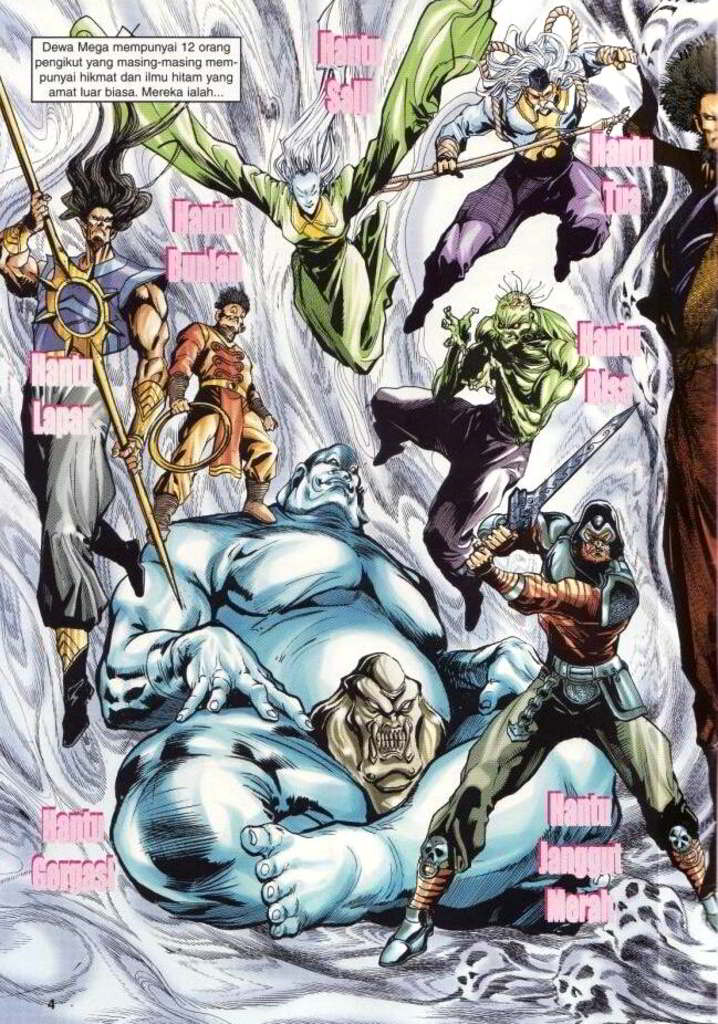 Dewa Mega mempunyai 12 orang
pengikut yang masing-masing mem-
punyai hikmat dan ilmu hitam yang
amat luar biasa. Mereka ialah...
Hantu
Salji
Hantu
Tua
Hantu
Bunian
Hantu
Bisa
Hantu
Lapar
Hantu
Gergasi
Hantu
Janggut
Merah
4